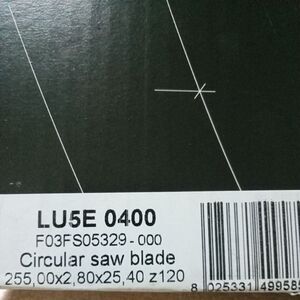 LU5E 0400
F03FS05329-000
Circular saw blade
255,00x2,80x25,40 z120
8 025331 49958